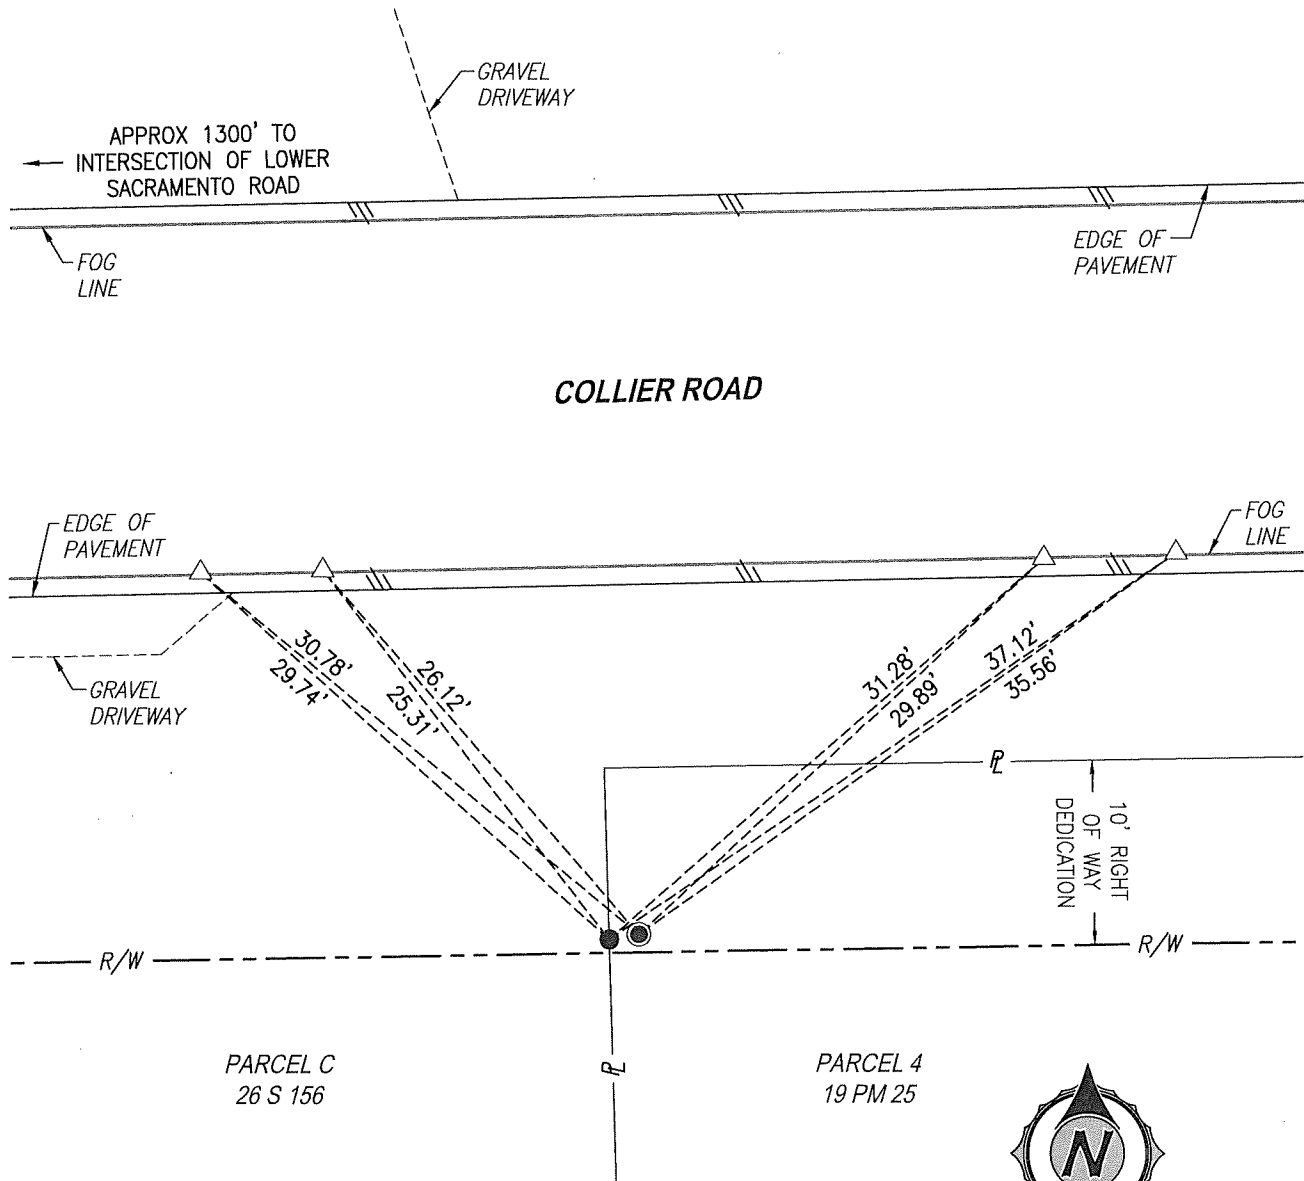 GRAVEL
DRIVEWAY
APPROX 1300' TO
INTERSECTION OF LOWER
SACRAMENTO ROAD
FOG
LINE
EDGE OF
PAVEMENT
COLLIER ROAD
EDGE OF
PAVEMENT
FOG
LINE
GRAVEL
DRIVEWAY
30.78'
29.74'
26.12'
25.31'
31.28'
29.89'
37.12'
35.56'
PL
10' RIGHT
OF WAY
DEDICATION
R/W
R/W
PARCEL C
26 S 156
PL
PARCEL 4
19 PM 25
N